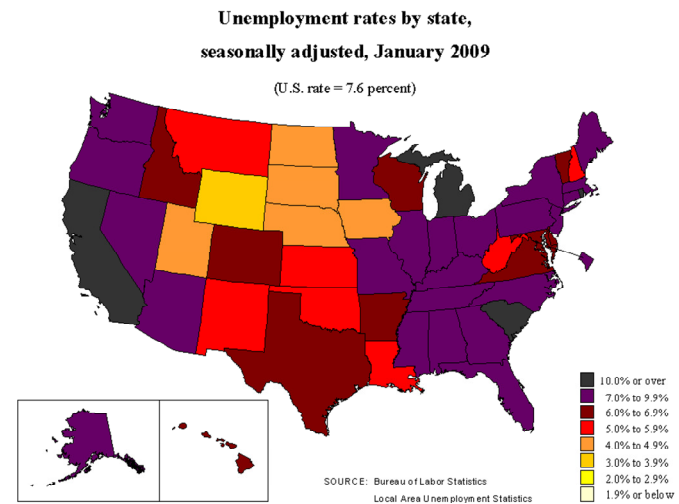 Unemployment rates by state,
seasonally adjusted, January 2009
(U.S. rate = 7.6 percent)
10.0% or over
7.0% to 9.9%
6.0% to 6.9%
5.0% to 5.9%
4.0% to 4.9%
3.0% to 3.9%
2.0% to 2.9%
1.9% or below
SOURCE: Bureau of Labor Statistics
Local Area Unemployment Statistics